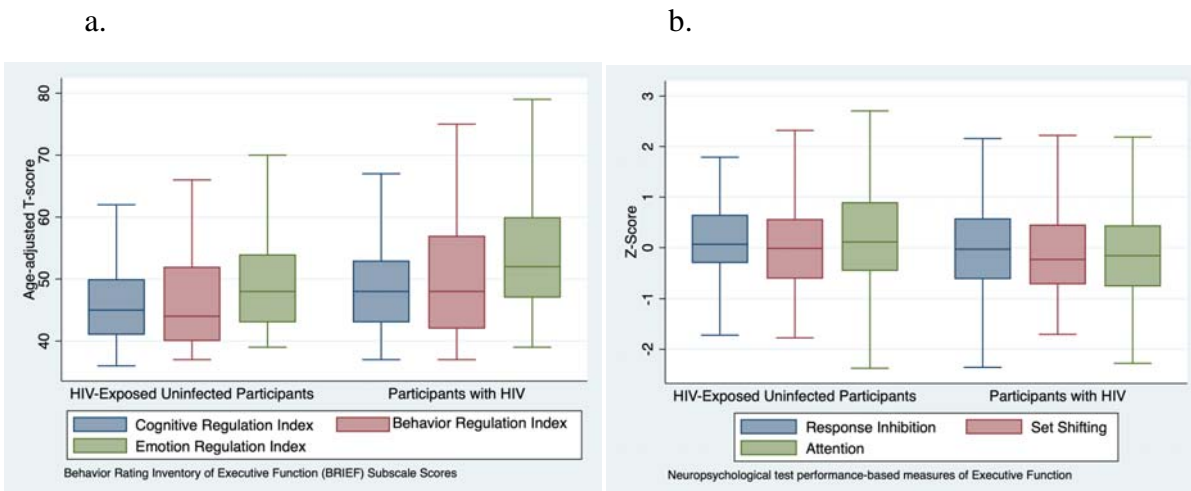 a.
b.
80
70
60
50
40
Age-adjusted T-score
HIV-Exposed Uninfected Participants
Participants with HIV
Cognitive Regulation Index
Behavior Regulation Index
Emotion Regulation Index
Behavior Rating Inventory of Executive Function (BRIEF) Subscale Scores
3
2
1
0
-1
-2
Z-Score
HIV-Exposed Uninfected Participants
Participants with HIV
Response Inhibition
Set Shifting
Attention
Neuropsychological test performance-based measures of Executive Function